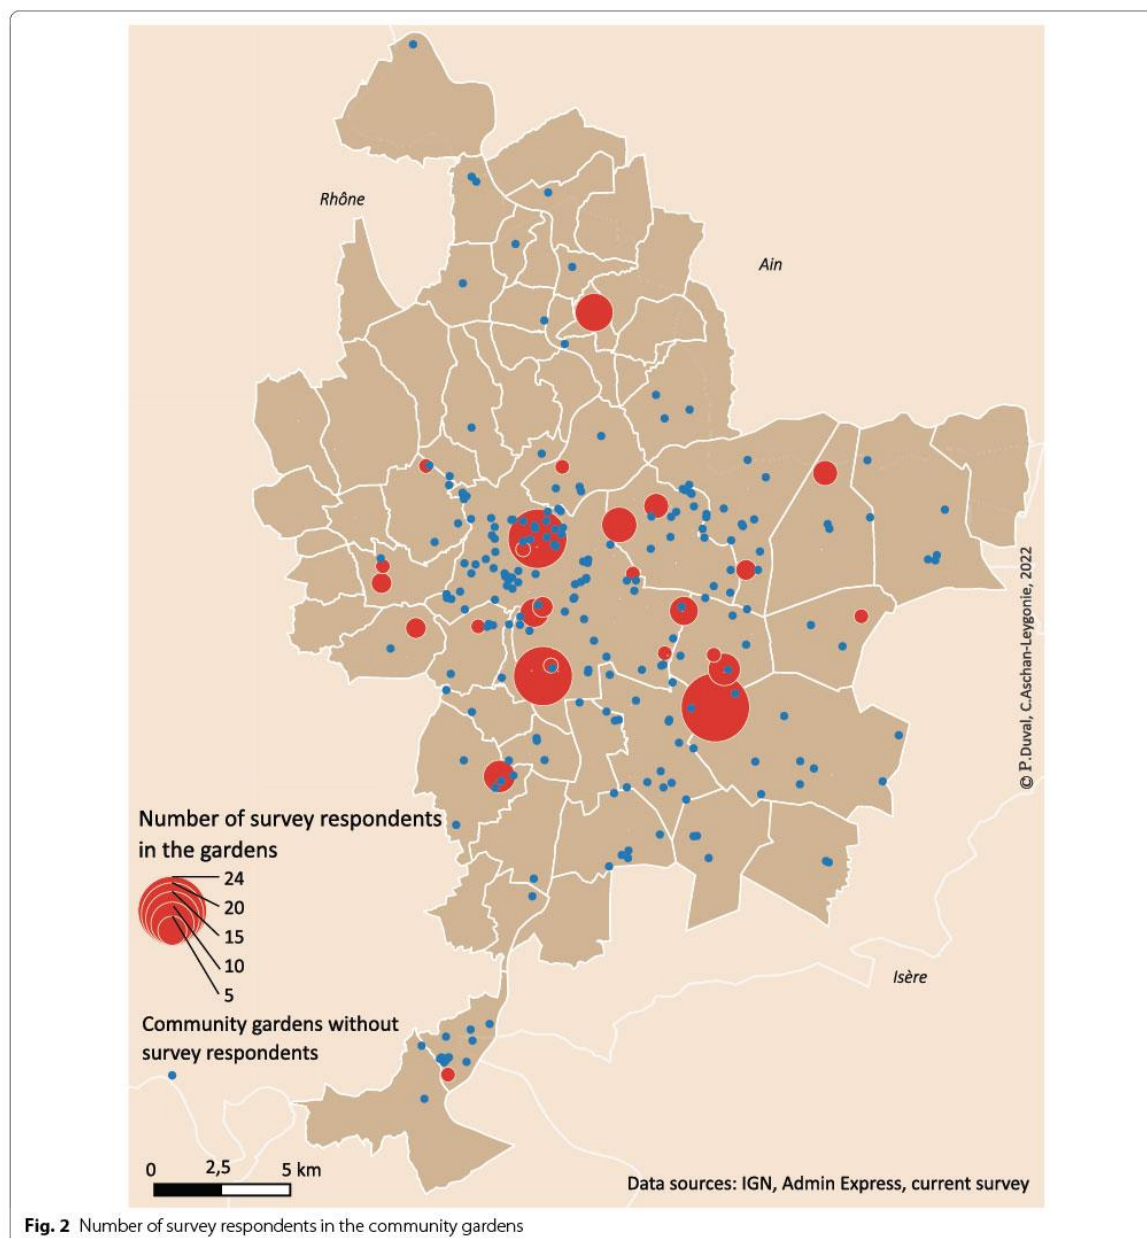 Rhône
Ain
© P.Duval, C.Aschan-Leygonie, 2022
Number of survey respondents
in the gardens
24
20
15
10
5
Isère
Community gardens without
survey respondents
0 2,5 5 km
Data sources: IGN, Admin Express, current survey
Fig. 2 Number of survey respondents in the community gardens